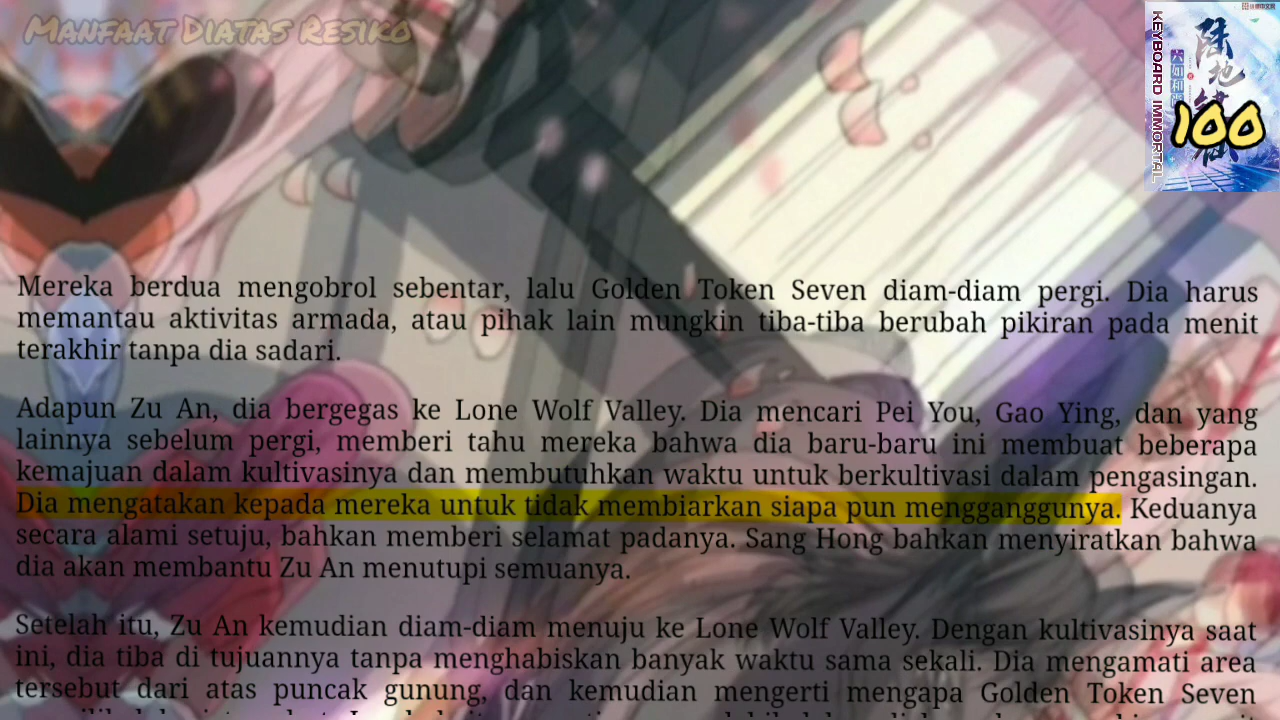 Manfaat Diatas Resiko
KEYBOARD IMMORTAL
100
Mereka berdua mengobrol sebentar, lalu Golden Token Seven diam-diam pergi. Dia harus
memantau aktivitas armada, atau pihak lain mungkin tiba-tiba berubah pikiran pada menit
terakhir tanpa dia sadari.
Adapun Zu An, dia bergegas ke Lone Wolf Valley. Dia mencari Pei You, Gao Ying, dan yang
lainnya sebelum pergi, memberi tahu mereka bahwa dia baru-baru ini membuat beberapa
kemajuan dalam kultivasinya dan membutuhkan waktu untuk berkultivasi dalam pengasingan.
Dia mengatakan kepada mereka untuk tidak membiarkan siapa pun mengganggunya. Keduanya
secara alami setuju, bahkan memberi selamat padanya. Sang Hong bahkan menyiratkan bahwa
dia akan membantu Zu An menutupi semuanya.
Setelah itu, Zu An kemudian diam-diam menuju ke Lone Wolf Valley. Dengan kultivasinya saat
ini, dia tiba di tujuannya tanpa menghabiskan banyak waktu sama sekali. Dia mengamati area
tersebut dari atas puncak gunung, dan kemudian mengerti mengapa Golden Token Seven